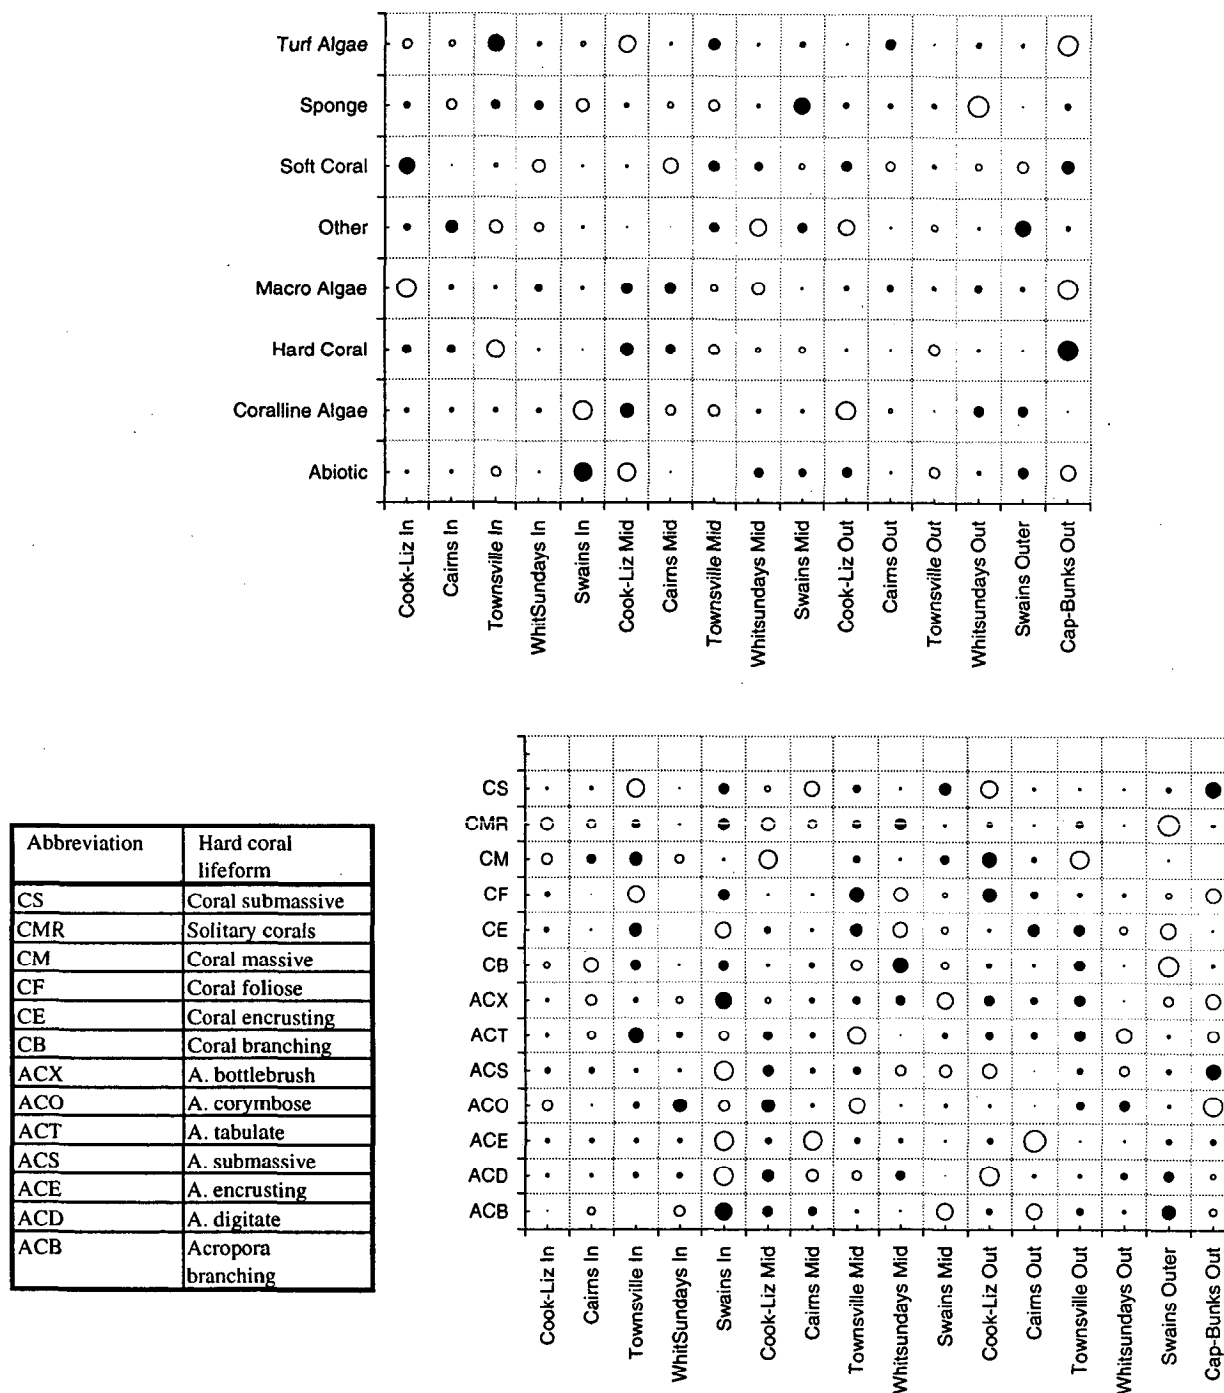 Turf Algae
Sponge
Soft Coral
Other
Macro Algae
Hard Coral
Coralline Algae
Abiotic
Cook-Liz In
Cairns In
Townsville In
WhitSundays In
Swains In
Cook-Liz Mid
Cairns Mid
Townsville Mid
Whitsundays Mid
Swains Mid
Cook-Liz Out
Cairns Out
Townsville Out
Whitsundays Out
Swains Outer
Cap-Bunks Out
Abbreviation Hard coral
lifeform
CS Coral submassive
CMR Solitary corals
CM Coral massive
CF Coral foliose
CE Coral encrusting
CB Coral branching
ACX A. bottlebrush
ACO A. corymbose
ACT A. tabulate
ACS A. submassive
ACE A. encrusting
ACD A. digitate
ACB Acropora
branching
CS
CMR
CM
CF
CE
CB
ACX
ACT
ACS
ACO
ACE
ACD
ACB
Cook-Liz In
Cairns In
Townsville In
WhitSundays In
Swains In
Cook-Liz Mid
Cairns Mid
Townsville Mid
Whitsundays Mid
Swains Mid
Cook-Liz Out
Cairns Out
Townsville Out
Whitsundays Out
Swains Outer
Cap-Bunks Out